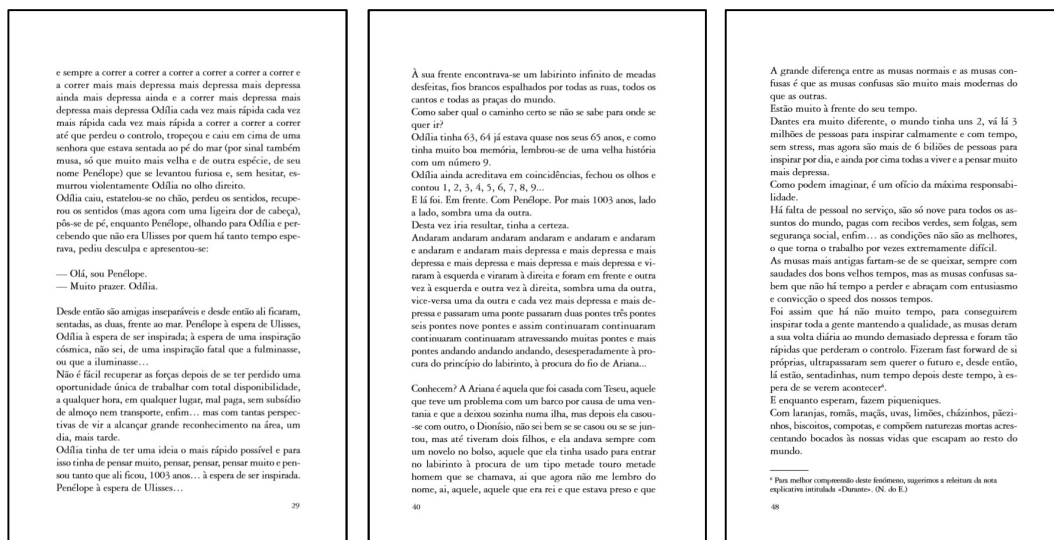 e sempre a correr a correr a correr a correr a correr e
a correr mais mais depressa depressa mais depressa
ainda mais depressa ainda e a correr mais depressa mais
depressa mais depressa Odília cada vez mais rápida cada vez
mais rápida cada vez mais rápida a correr a correr a correr
até que perdeu o controlo, tropeçou e caiu em cima de uma
senhora que estava sentada ao pé do mar (por sinal também
musa, só que muito mais velha e de outra espécie, de seu
nome Penélope) que se levantou furiosa e, sem hesitar, es-
murrou violentamente Odília no olho direito.
Odília caiu, estatelou-se no chão, perdeu os sentidos, recupe-
rou os sentidos (mas agora com uma ligeira dor de cabeça),
pôs-se de pé, enquanto Penélope, olhando para Odília e per-
cebendo que não era Ulisses por quem há tanto tempo espe-
rava, pediu desculpa e apresentou-se:
— Olá, sou Penélope.
— Muito prazer. Odília.
Desde então são amigas inseparáveis e desde então ali ficaram,
sentadas, as duas, frente ao mar. Penélope à espera de Ulisses,
Odília à espera de ser inspirada; à espera de uma inspiração
cósmica, não sei, de uma inspiração fatal que a fulminasse,
ou que a iluminasse…
Não é fácil recuperar as forças depois de se ter perdido uma
oportunidade única de trabalhar com total disponibilidade,
a qualquer hora, em qualquer lugar, mal paga, sem subsídio
de almoço nem transporte, enfim… mas com tantas perspec-
tivas de vir a alcançar grande reconhecimento na área, um
dia, mais tarde.
Odília tinha de ter uma ideia o mais rápido possível e para
isso tinha de pensar muito, pensar, pensar, pensar muito e pen-
sou tanto que ali ficou, 1003 anos… à espera de ser inspirada.
Penélope à espera de Ulisses…
29
À sua frente encontrava-se um labirinto infinito de meadas
desfeitas, fios brancos espalhados por todas as ruas, todos os
cantos e todas as praças do mundo.
Como saber qual o caminho certo se não se sabe para onde se
quer ir?
Odília tinha 63, 64 já estava quase nos seus 65 anos, e como
tinha muito boa memória, lembrou-se de uma velha história
com um número 9.
Odília ainda acreditava em coincidências, fechou os olhos e
contou 1, 2, 3, 4, 5, 6, 7, 8, 9...
E lá foi. Em frente. Com Penélope. Por mais 1003 anos, lado
a lado, sombra uma da outra.
Desta vez iria resultar, tinha a certeza.
Andaram andaram andaram andaram e andaram e andaram
e andaram e andaram mais depressa e mais depressa e mais
depressa e mais depressa e mais depressa e mais depressa e vi-
raram à esquerda e viraram à direita e foram em frente e outra
vez à esquerda e outra vez à direita, sombra uma da outra,
vice-versa uma da outra e cada vez mais depressa e mais de-
pressa e passaram uma ponte passaram duas pontes três pontes
seis pontes nove pontes e assim continuaram continuaram
continuaram continuaram atravessando muitas pontes e mais
pontes andando andando andando, desesperadamente à pro-
cura do princípio do labirinto, à procura do fio de Ariana...
Conhecem? A Ariana é aquela que foi casada com Teseu, aquele
que teve um problema com um barco por causa de uma ven-
tania e que a deixou sozinha numa ilha, mas depois ela casou-
-se com outro, o Dionísio, não sei bem se se casou ou se se jun-
tou, mas até tiveram dois filhos, e ela andava sempre com
um novelo no bolso, aquele que ela tinha usado para entrar
no labirinto à procura de um tipo metade touro metade
homem que se chamava, ai que agora não me lembro do
nome, ai, aquele, aquele que era rei e que estava preso e que
40
A grande diferença entre as musas normais e as musas con-
fusas é que as musas confusas são muito mais modernas do
que as outras.
Estão muito à frente do seu tempo.
Dantes era muito diferente, o mundo tinha uns 2, vá lá 3
milhões de pessoas para inspirar calmamente e com tempo,
sem stress, mas agora são mais de 6 biliões de pessoas para
inspirar por dia, e ainda por cima todas a viver e a pensar muito
mais depressa.
Como podem imaginar, é um ofício da máxima responsabi-
lidade.
Há falta de pessoal no serviço, são só nove para todos os as-
suntos do mundo, pagas com recibos verdes, sem folgas, sem
segurança social, enfim… as condições não são as melhores,
o que torna o trabalho por vezes extremamente difícil.
As musas mais antigas fartam-se de se queixar, sempre com
saudades dos bons velhos tempos, mas as musas confusas sa-
bem que não há tempo a perder e abraçam com entusiasmo
e convicção o speed dos nossos tempos.
Foi assim que há não muito tempo, para conseguirem
inspirar toda a gente mantendo a qualidade, as musas deram
a sua volta diária ao mundo demasiado depressa e foram tão
rápidas que perderam o controlo. Fizeram fast forward de si
próprias, ultrapassaram sem querer o futuro e, desde então,
lá estão, sentadinhas, num tempo depois deste tempo, à es-
pera de se verem acontecer⁶.
E enquanto esperam, fazem piqueniques.
Com laranjas, romãs, maçãs, uvas, limões, cházinhos, pãezi-
nhos, biscoitos, compotas, e compõem naturezas mortas acres-
centando bocados às nossas vidas que escapam ao resto do
mundo.
⁶ Para melhor compreensão deste fenómeno, sugerimos a releitura da nota
explicativa intitulada «Durante». (N. do E.)
48